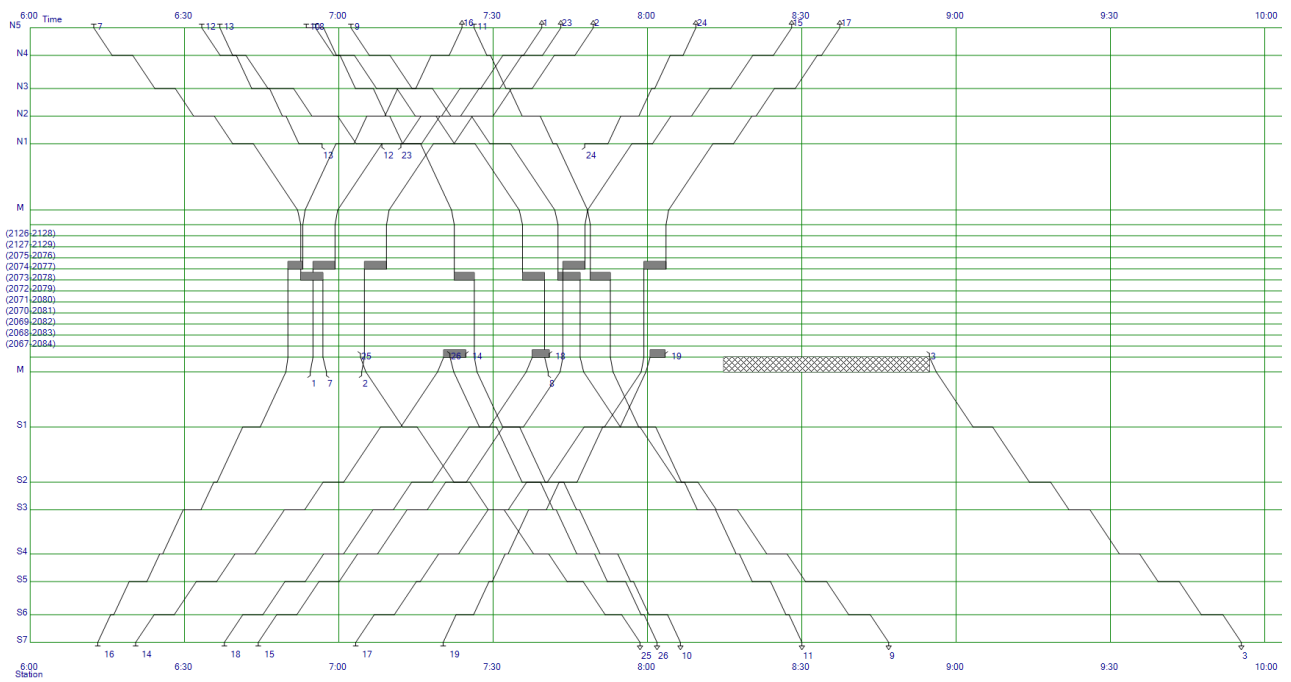 6:00 Time 6:30 7:00 7:30 8:00 8:30 9:00 9:30 10:00
N5 7 12 13 8 9 16 11 1 23 2 24 15 17
N4
N3
N2
N1 13 12 23 24
M
(2126-2128)
(2127-2129)
(2075-2076)
(2074-2077)
(2073-2078)
(2072-2079)
(2071-2080)
(2070-2081)
(2069-2082)
(2068-2083)
(2067-2084)
25 26 14 18 19 3
M 1 7 2 8
S1
S2
S3
S4
S5
S6
S7
16 14 18 15 17 19 25 26 10 11 9 3
6:00 6:30 7:00 7:30 8:00 8:30 9:00 9:30 10:00
Station